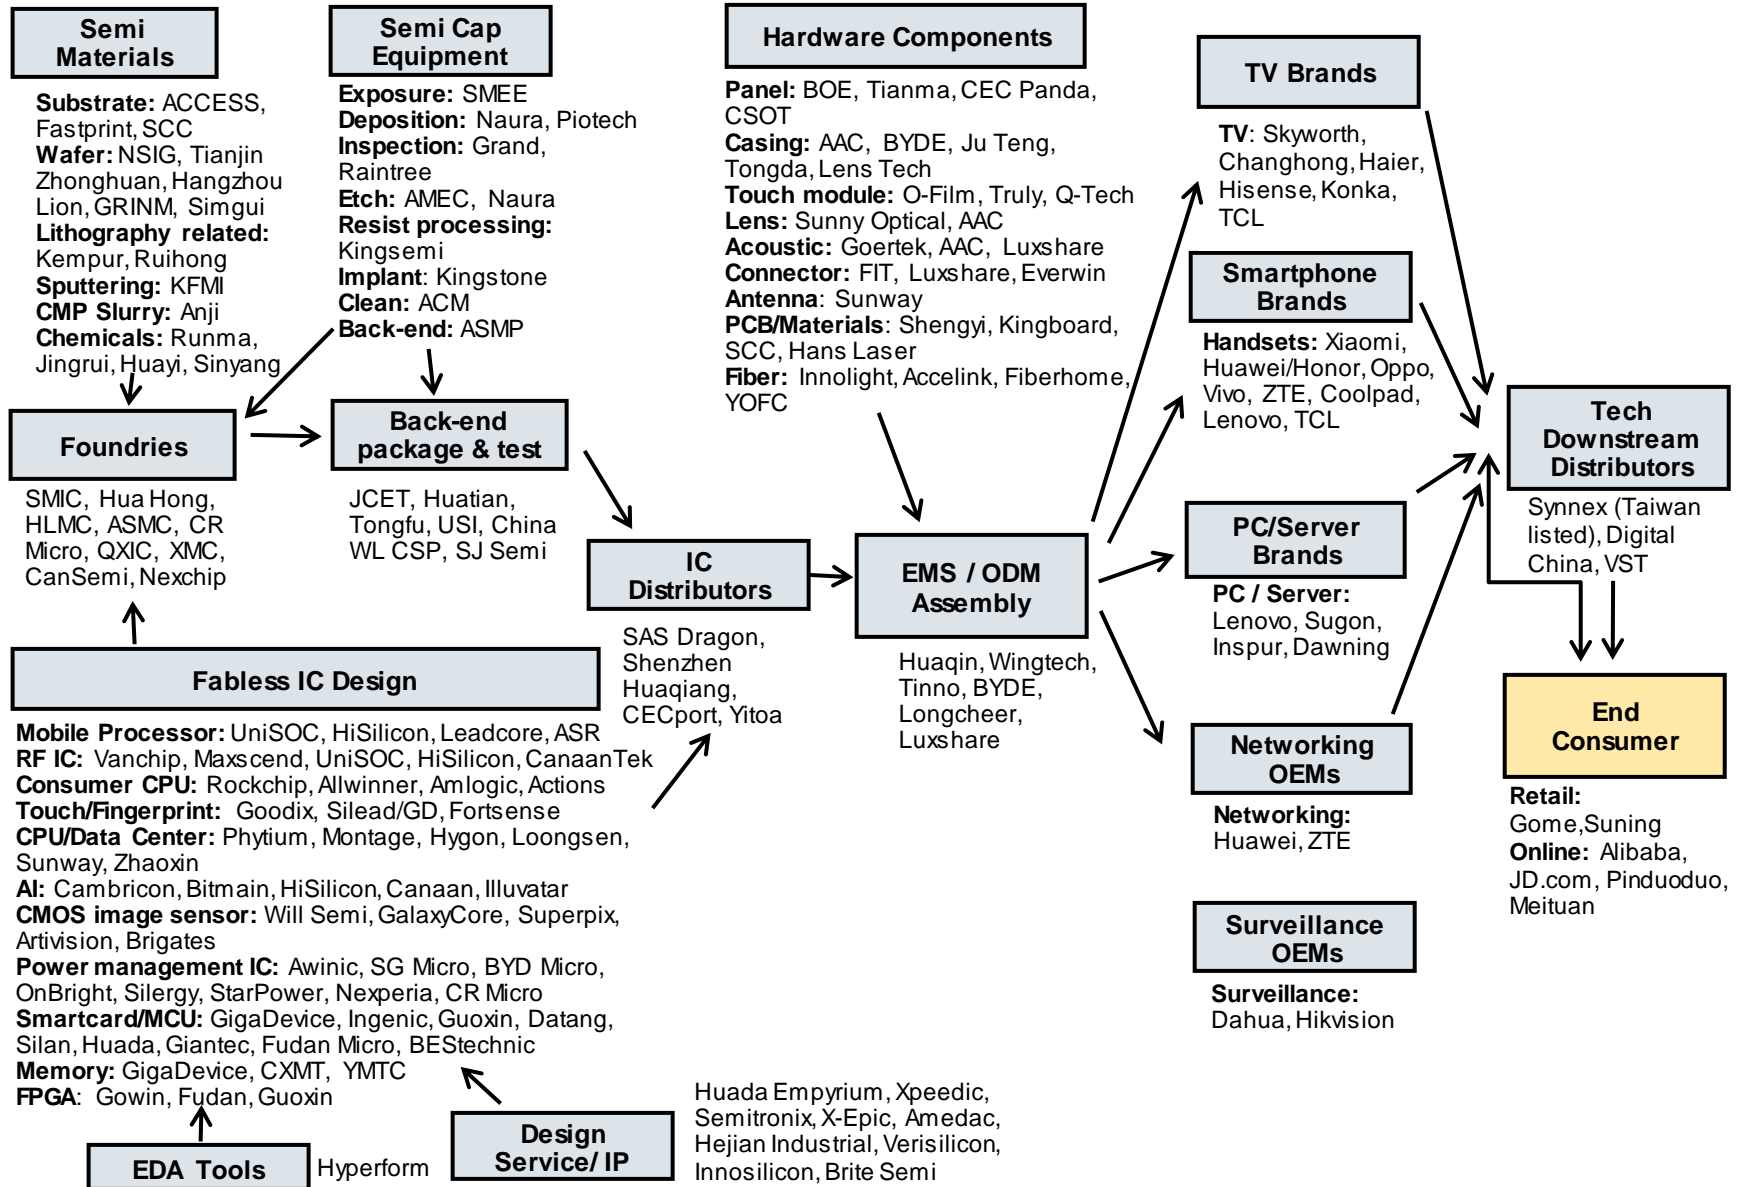 Semi
Materials
Substrate: ACCESS,
Fastprint, SCC
Wafer: NSIG, Tianjin
Zhonghuan, Hangzhou
Lion, GRINM, Simgui
Lithography related:
Kempur, Ruihong
Sputtering: KFMI
CMP Slurry: Anji
Chemicals: Runma,
Jingrui, Huayi, Sinyang
Semi Cap
Equipment
Exposure: SMEE
Deposition: Naura, Piotech
Inspection: Grand,
Raintree
Etch: AMEC, Naura
Resist processing:
Kingsemi
Implant: Kingstone
Clean: ACM
Back-end: ASMP
Hardware Components
Panel: BOE, Tianma, CEC Panda,
CSOT
Casing: AAC, BYDE, Ju Teng,
Tongda, Lens Tech
Touch module: O-Film, Truly, Q-Tech
Lens: Sunny Optical, AAC
Acoustic: Goertek, AAC, Luxshare
Connector: FIT, Luxshare, Everwin
Antenna: Sunway
PCB/Materials: Shengyi, Kingboard,
SCC, Hans Laser
Fiber: Innolight, Accelink, Fiberhome,
YOFC
TV Brands
TV: Skyworth,
Changhong, Haier,
Hisense, Konka,
TCL
Smartphone
Brands
Handsets: Xiaomi,
Huawei/Honor, Oppo,
Vivo, ZTE, Coolpad,
Lenovo, TCL
Foundries
SMIC, Hua Hong,
HLMC, ASMC, CR
Micro, QXIC, XMC,
CanSemi, Nexchip
Back-end
package & test
JCET, Huatian,
Tongfu, USI, China
WL CSP, SJ Semi
IC
Distributors
SAS Dragon,
Shenzhen
Huaqiang,
CECport, Yitoa
EMS / ODM
Assembly
Huaqin, Wingtech,
Tinno, BYDE,
Longcheer,
Luxshare
PC/Server
Brands
PC / Server:
Lenovo, Sugon,
Inspur, Dawning
Tech
Downstream
Distributors
Synnex (Taiwan
listed), Digital
China, VST
Fabless IC Design
Mobile Processor: UniSOC, HiSilicon, Leadcore, ASR
RF IC: Vanchip, Maxscend, UniSOC, HiSilicon, CanaanTek
Consumer CPU: Rockchip, Allwinner, Amlogic, Actions
Touch/Fingerprint: Goodix, Silead/GD, Fortsense
CPU/Data Center: Phytium, Montage, Hygon, Loongsen,
Sunway, Zhaoxin
AI: Cambricon, Bitmain, HiSilicon, Canaan, Illuvatar
CMOS image sensor: Will Semi, GalaxyCore, Superpix,
Artivision, Brigates
Power management IC: Awinic, SG Micro, BYD Micro,
OnBright, Silergy, StarPower, Nexperia, CR Micro
Smartcard/MCU: GigaDevice, Ingenic, Guoxin, Datang,
Silan, Huada, Giantec, Fudan Micro, BEStechnic
Memory: GigaDevice, CXMT, YMTC
FPGA: Gowin, Fudan, Guoxin
Networking
OEMs
Networking:
Huawei, ZTE
End
Consumer
Retail:
Gome,Suning
Online: Alibaba,
JD.com, Pinduoduo,
Meituan
Surveillance
OEMs
Surveillance:
Dahua, Hikvision
EDA Tools
Hyperform
Design
Service/ IP
Huada Empyrium, Xpeedic,
Semitronix, X-Epic, Amedac,
Hejian Industrial, Verisilicon,
Innosilicon, Brite Semi